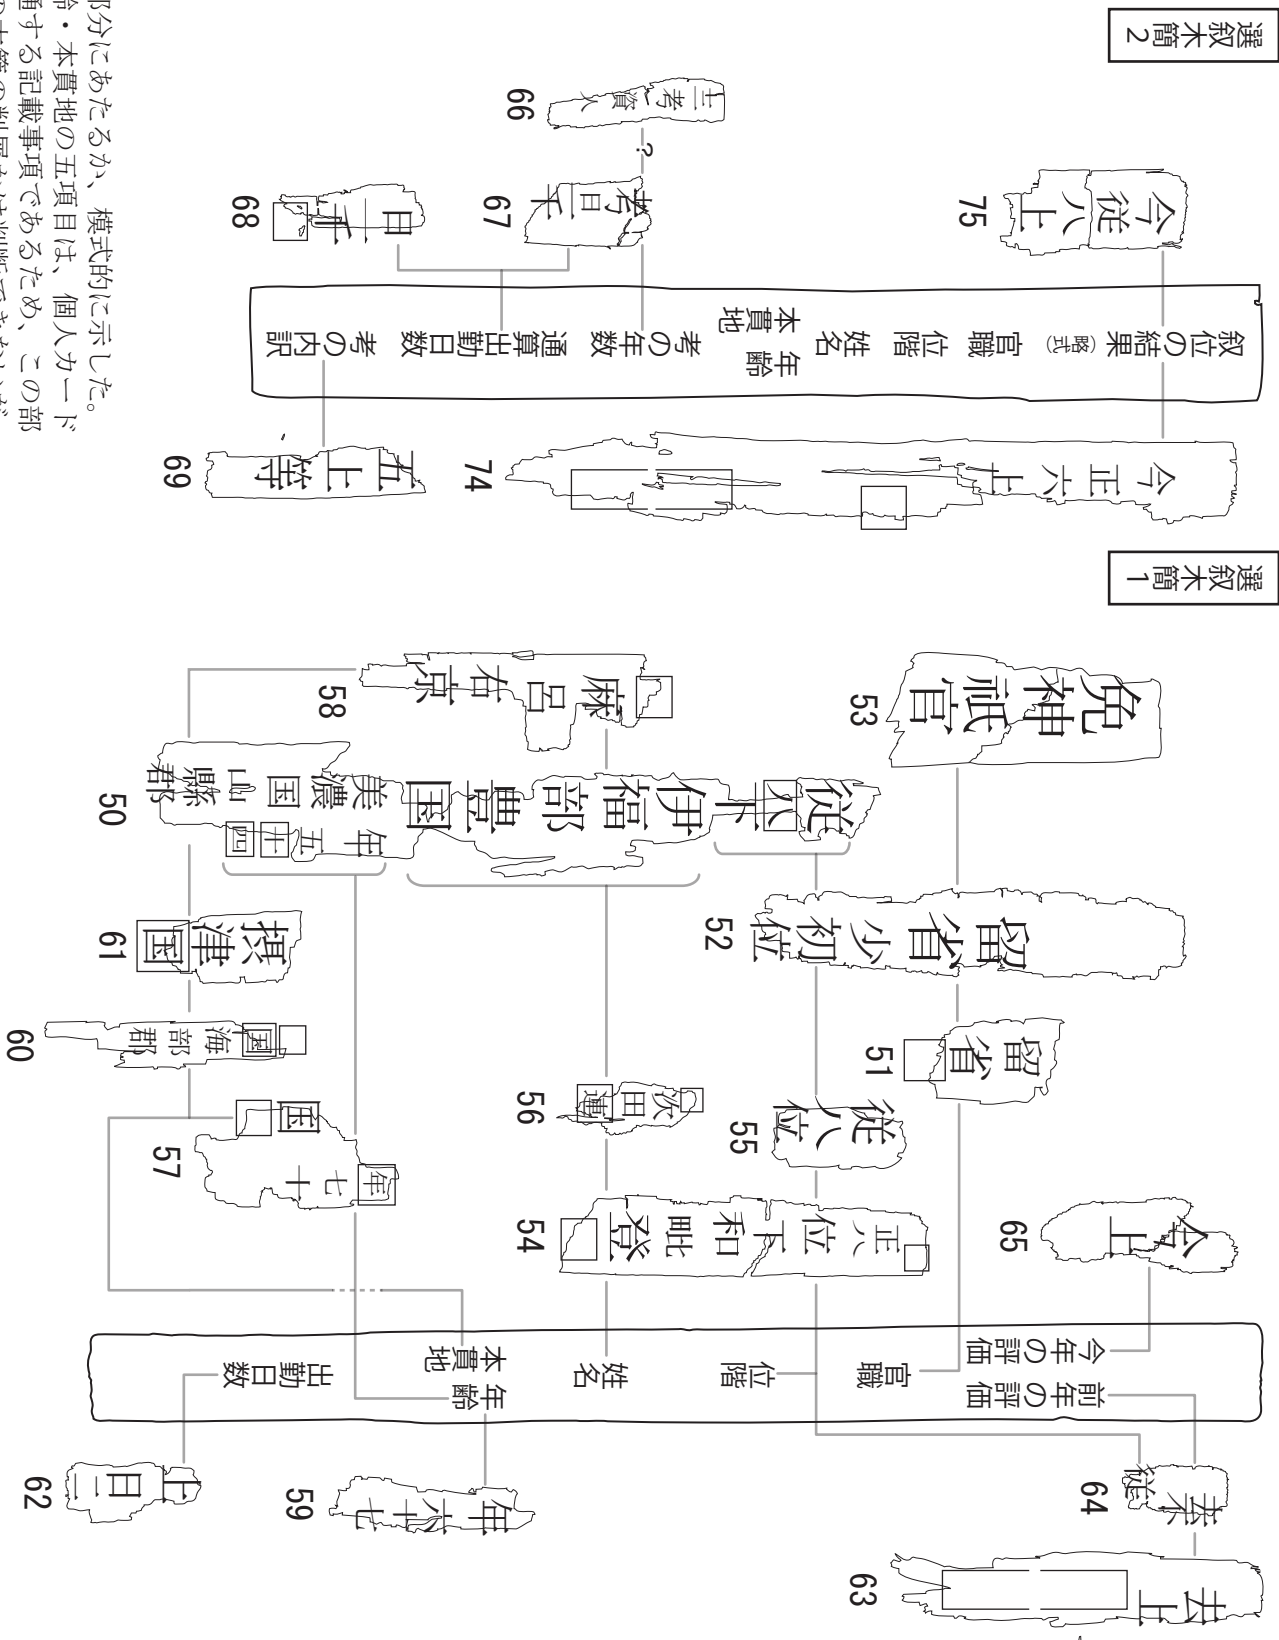 選叙木簡 2
三考/資人
66
?
考日二千
67
日二千
68
今従八上
75
叙位の結果(略式) 官職 位階 姓名 本貫地 年齢 考の年数 通算出勤日数 考の内訳
五上等
69
今正六上
74
選叙木簡 1
免神祇官
53
麻呂右京
58
従八下伊福部豊国
美濃国山縣郡
年五十四
50
留省少初位
52
摂津国
61
留省
51
国海部郡
60
従八位
55
次田連
56
国
年七十
57
正八位下和毗登
54
今上
65
今年の評価 前年の評価 官職 位階 姓名 本貫地 年齢 出勤日数
去不
従
64
去上
63
年六十七
59
上日二
62
部分にあたるか、模式的に示した。
齢・本貫地の五項目は、個人カード
通する記載事項であるため、この部